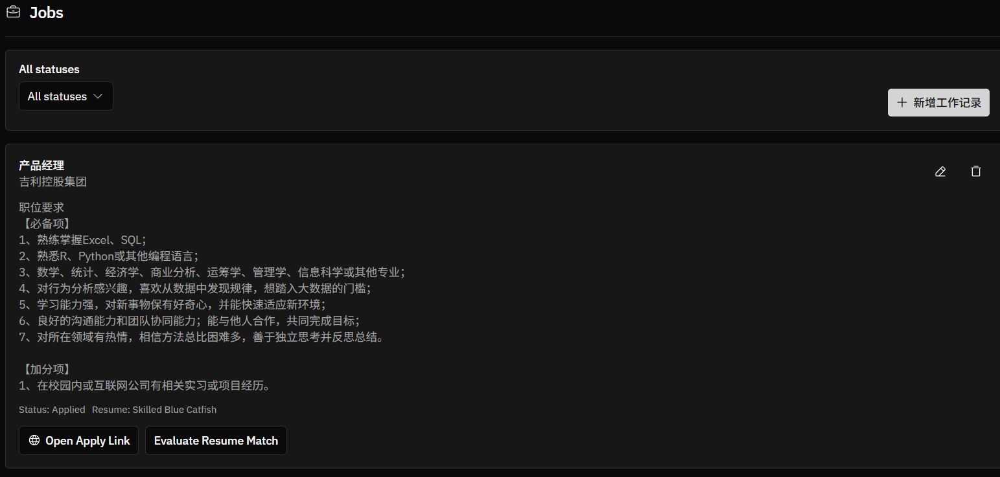 Jobs
All statuses
All statuses
新增工作记录
产品经理
吉利控股集团
职位要求
【必备项】
1、熟练掌握Excel、SQL；
2、熟悉R、Python或其他编程语言；
3、数学、统计、经济学、商业分析、运筹学、管理学、信息科学或其他专业；
4、对行为分析感兴趣，喜欢从数据中发现规律，想踏入大数据的门槛；
5、学习能力强，对新事物保有好奇心，并能快速适应新环境；
6、良好的沟通能力和团队协同能力；能与他人合作，共同完成目标；
7、对所在领域有热情，相信方法总比困难多，善于独立思考并反思总结。
【加分项】
1、在校园内或互联网公司有相关实习或项目经历。
Status: Applied Resume: Skilled Blue Catfish
Open Apply Link
Evaluate Resume Match